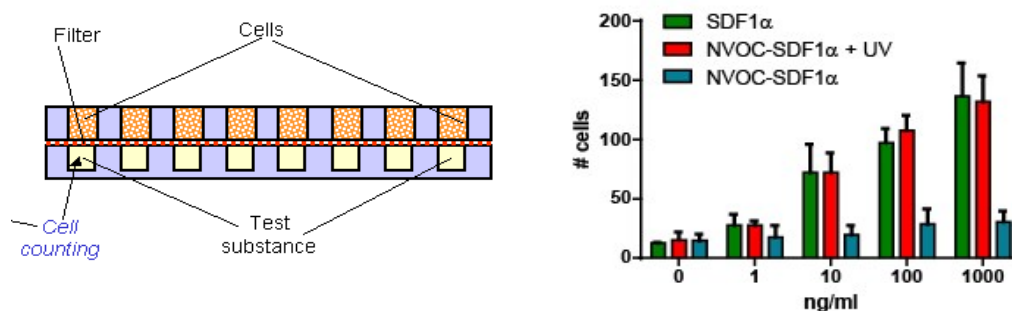 Filter
Cells
Cell
counting
Test
substance
SDF1α
NVOC-SDF1α + UV
NVOC-SDF1α
# cells
200
150
100
50
0
0 1 10 100 1000
ng/ml